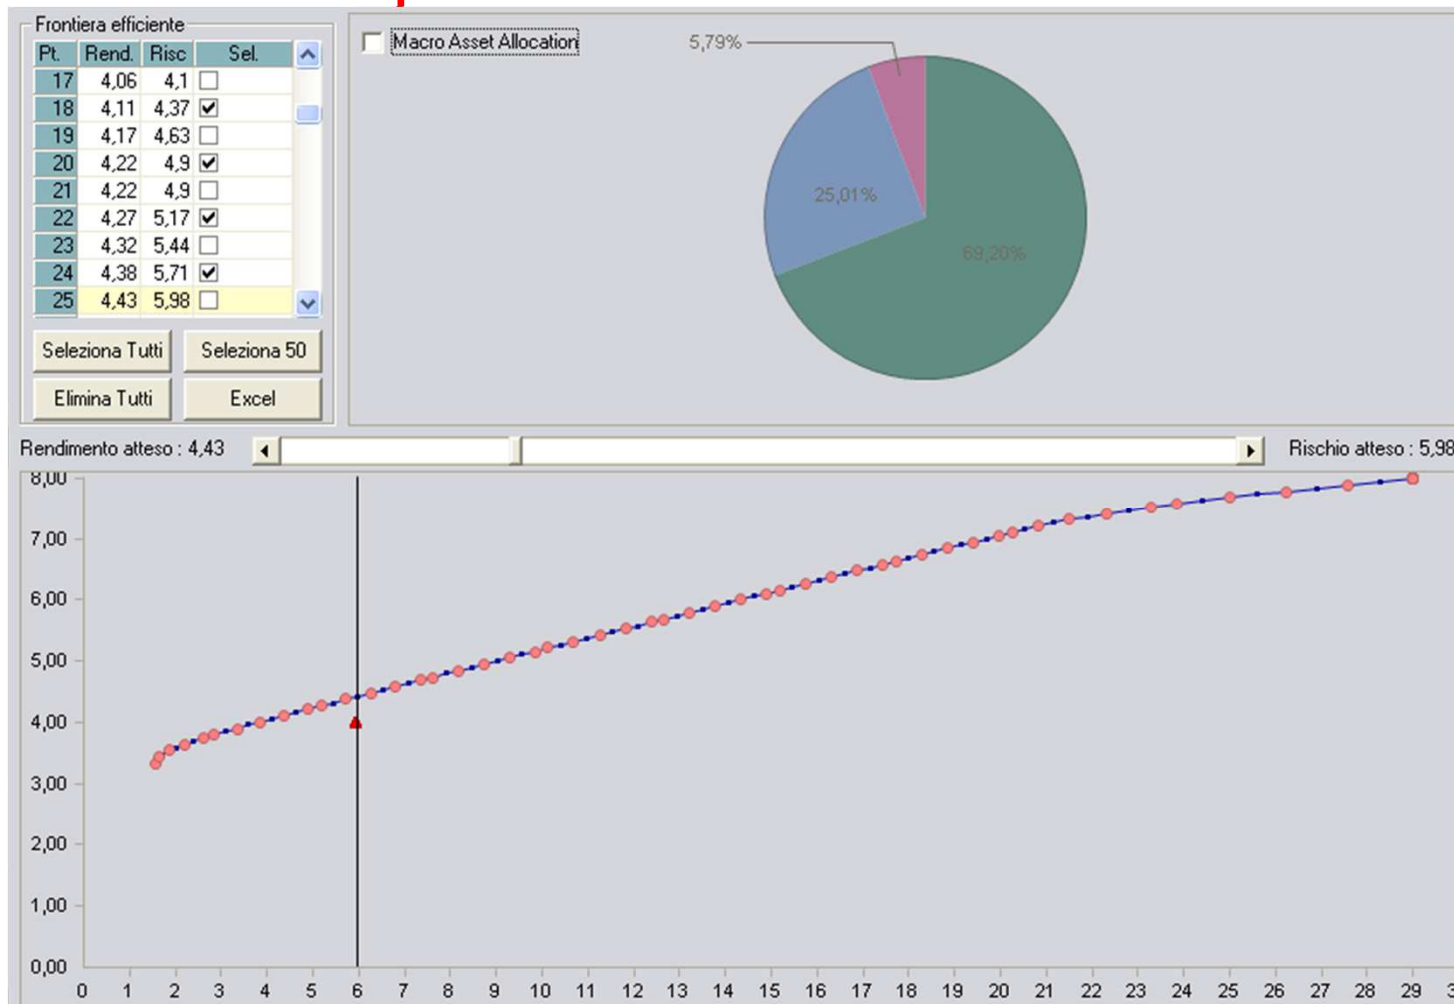 Frontiera efficiente
Pt. Rend. Risc Sel.
17 4,06 4,1
18 4,11 4,37
19 4,17 4,63
20 4,22 4,9
21 4,22 4,9
22 4,27 5,17
23 4,32 5,44
24 4,38 5,71
25 4,43 5,98
Seleziona Tutti Seleziona 50
Elimina Tutti Excel
Macro Asset Allocation
5,79%
25,01%
69,20%
Rendimento atteso : 4,43 Rischio atteso : 5,98
8,00
7,00
6,00
5,00
4,00
3,00
2,00
1,00
0,00
0 1 2 3 4 5 6 7 8 9 10 11 12 13 14 15 16 17 18 19 20 21 22 23 24 25 26 27 28 29